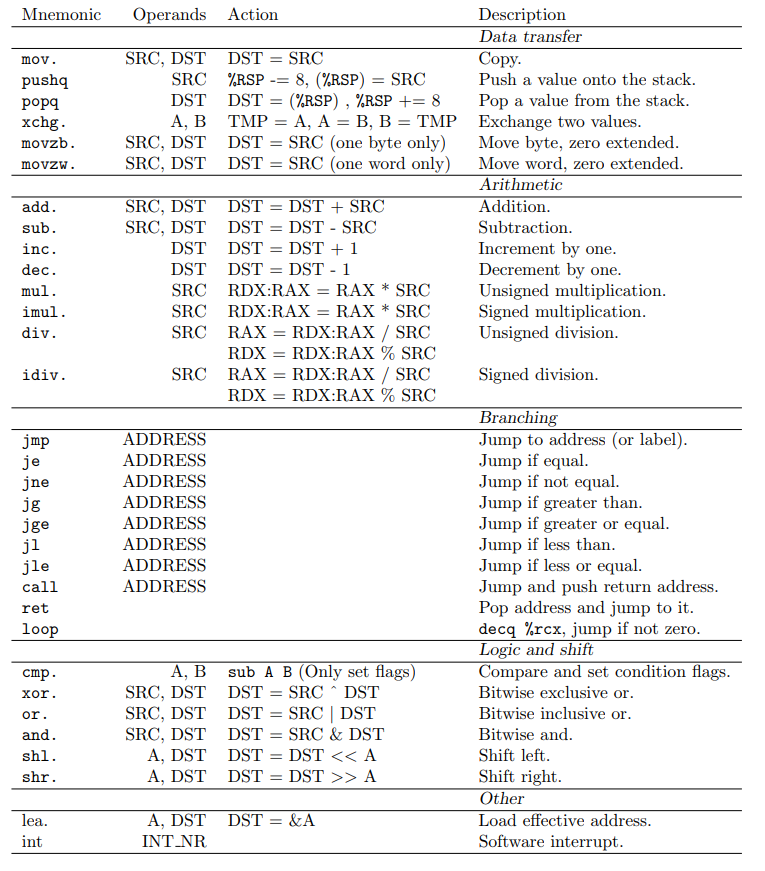 Mnemonic Operands Action Description
Data transfer
mov. SRC, DST DST = SRC Copy.
pushq SRC %RSP -= 8, (%RSP) = SRC Push a value onto the stack.
popq DST DST = (%RSP) , %RSP += 8 Pop a value from the stack.
xchg. A, B TMP = A, A = B, B = TMP Exchange two values.
movzb. SRC, DST DST = SRC (one byte only) Move byte, zero extended.
movzw. SRC, DST DST = SRC (one word only) Move word, zero extended.
Arithmetic
add. SRC, DST DST = DST + SRC Addition.
sub. SRC, DST DST = DST - SRC Subtraction.
inc. DST DST = DST + 1 Increment by one.
dec. DST DST = DST - 1 Decrement by one.
mul. SRC RDX:RAX = RAX * SRC Unsigned multiplication.
imul. SRC RDX:RAX = RAX * SRC Signed multiplication.
div. SRC RAX = RDX:RAX / SRC Unsigned division.
RDX = RDX:RAX % SRC
idiv. SRC RAX = RDX:RAX / SRC Signed division.
RDX = RDX:RAX % SRC
Branching
jmp ADDRESS Jump to address (or label).
je ADDRESS Jump if equal.
jne ADDRESS Jump if not equal.
jg ADDRESS Jump if greater than.
jge ADDRESS Jump if greater or equal.
jl ADDRESS Jump if less than.
jle ADDRESS Jump if less or equal.
call ADDRESS Jump and push return address.
ret Pop address and jump to it.
loop decq %rcx, jump if not zero.
Logic and shift
cmp. A, B sub A B (Only set flags) Compare and set condition flags.
xor. SRC, DST DST = SRC ˆ DST Bitwise exclusive or.
or. SRC, DST DST = SRC | DST Bitwise inclusive or.
and. SRC, DST DST = SRC & DST Bitwise and.
shl. A, DST DST = DST << A Shift left.
shr. A, DST DST = DST >> A Shift right.
Other
lea. A, DST DST = &A Load effective address.
int INT_NR Software interrupt.